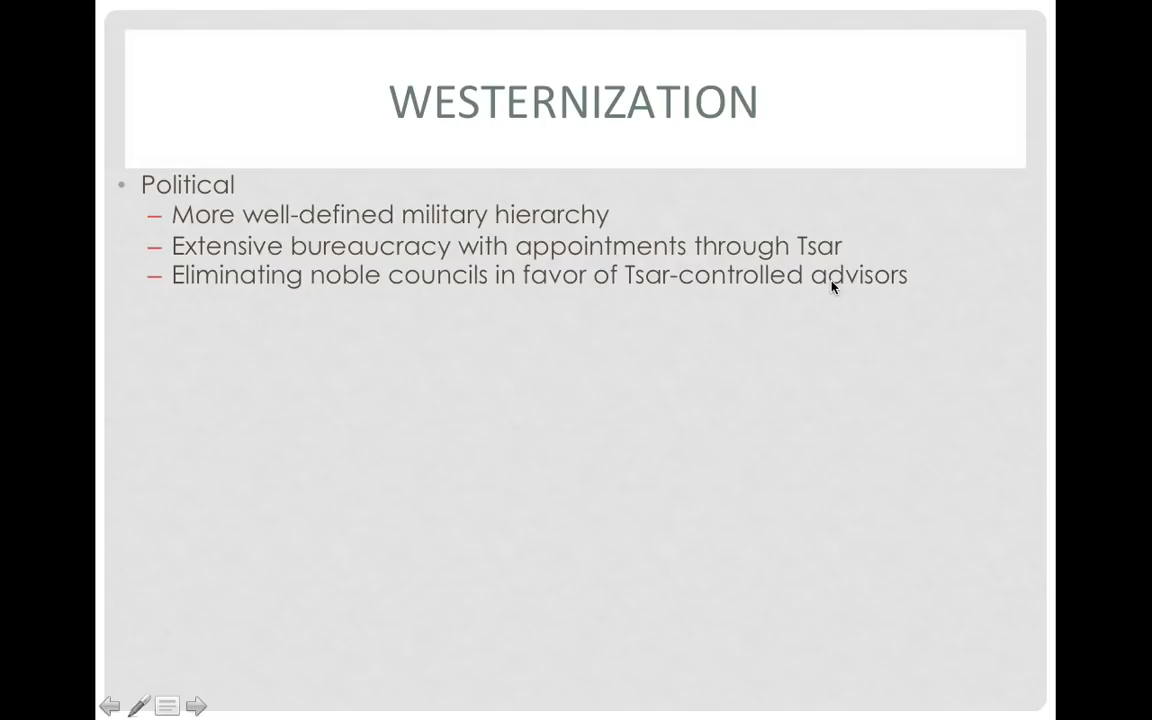 WESTERNIZATION
• Political
– More well-defined military hierarchy
– Extensive bureaucracy with appointments through Tsar
– Eliminating noble councils in favor of Tsar-controlled advisors